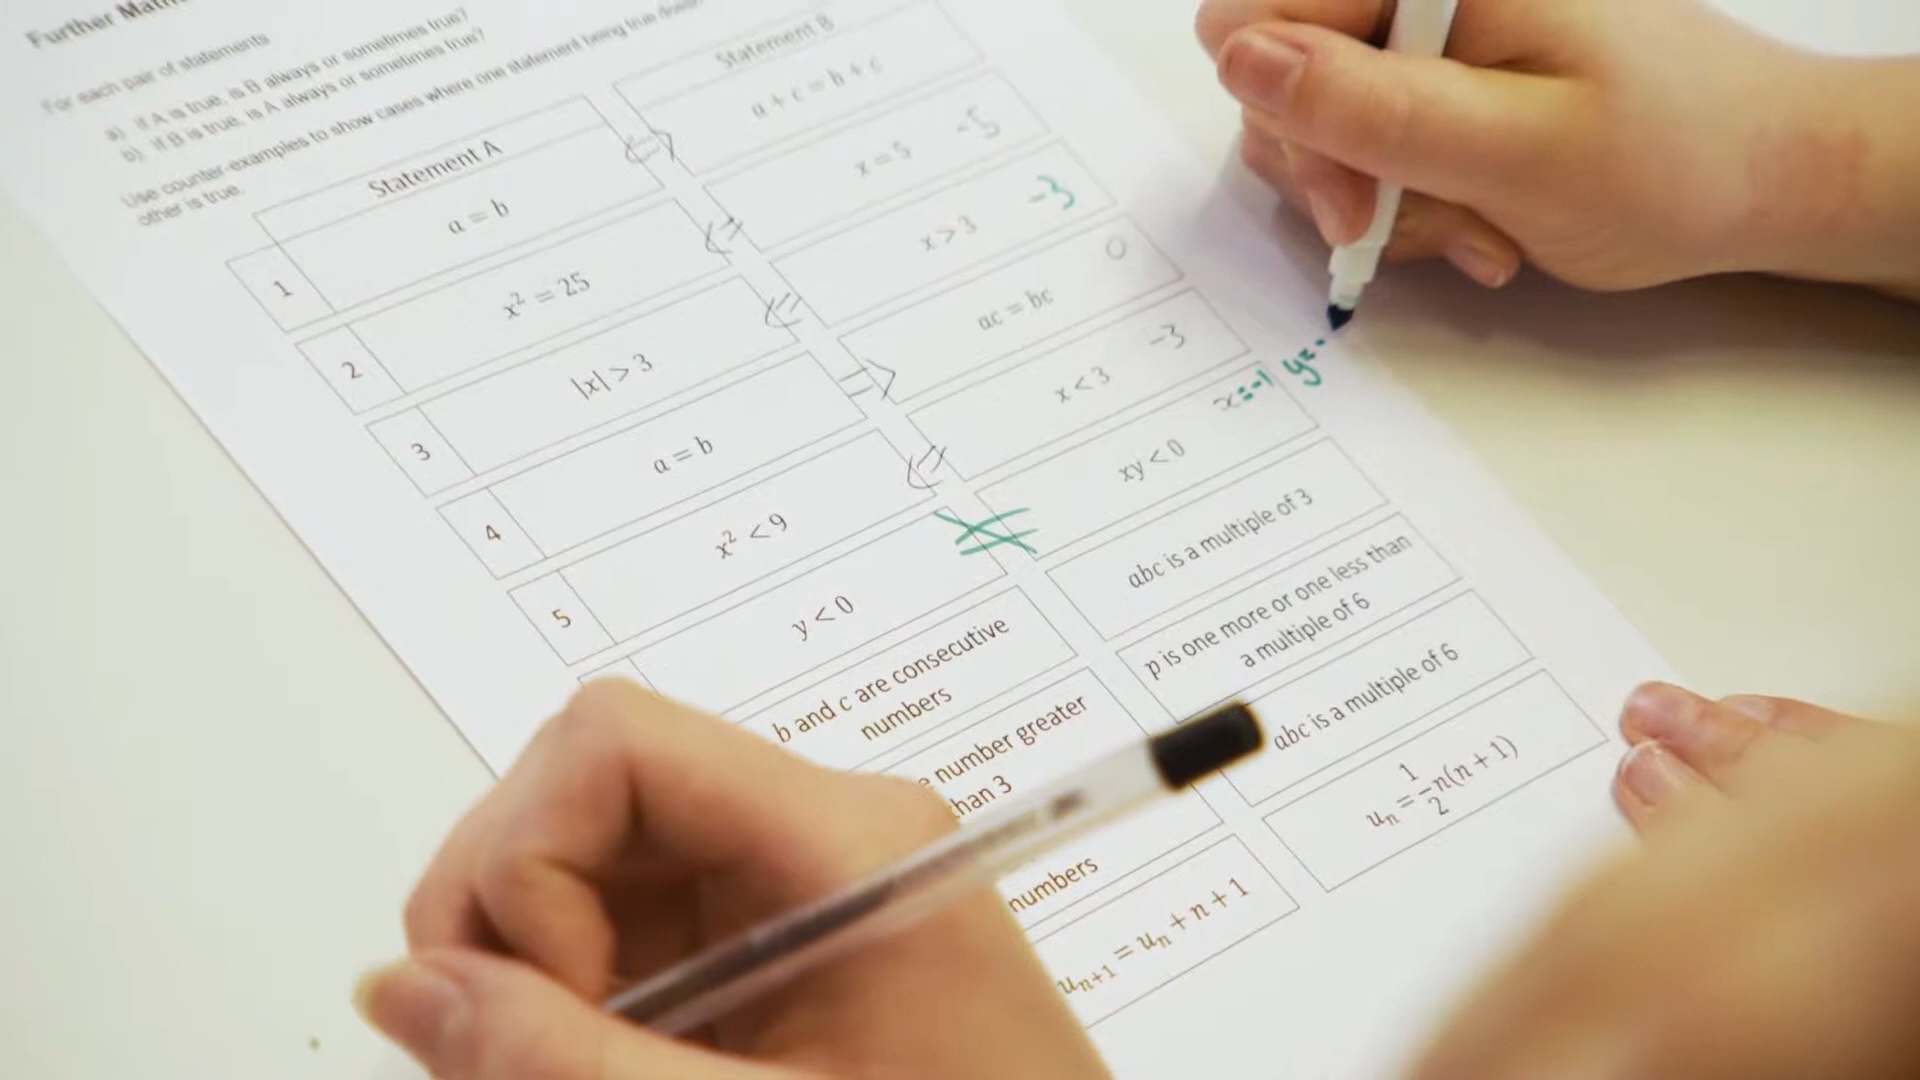 Further Math
For each pair of statements
a) If A is true, is B always or sometimes true?
b) If B is true, is A always or sometimes true?
Use counter-examples to show cases where one statement being true
other is true.
Statement A
Statement B
1 a = b ⇔ a + c = b + c
2 x² = 25 ⇐ x = 5 -5
3 |x| > 3 ⇐ x > 3 -3
4 a = b ⇒ ac = bc 0
5 x² < 9 x < 3 -3
y < 0 xy < 0 x=-1 y=-
b and c are consecutive
numbers
abc is a multiple of 3
number greater
than 3
p is one more or one less than
a multiple of 6
numbers
abc is a multiple of 6
uₙ₊₁ = uₙ + n + 1
uₙ = 1/2 n(n + 1)